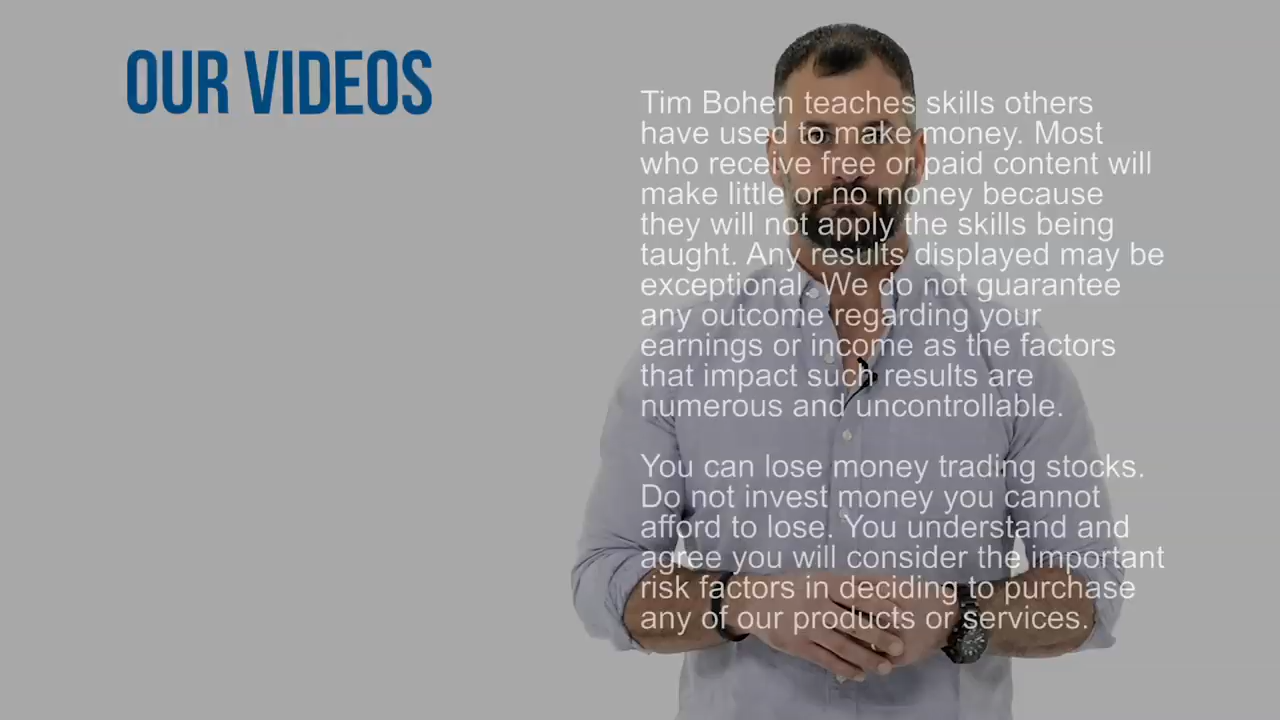 OUR VIDEOS
Tim Bohen teaches skills others
have used to make money. Most
who receive free or paid content will
make little or no money because
they will not apply the skills being
taught. Any results displayed may be
exceptional. We do not guarantee
any outcome regarding your
earnings or income as the factors
that impact such results are
numerous and uncontrollable.
You can lose money trading stocks.
Do not invest money you cannot
afford to lose. You understand and
agree you will consider the important
risk factors in deciding to purchase
any of our products or services.